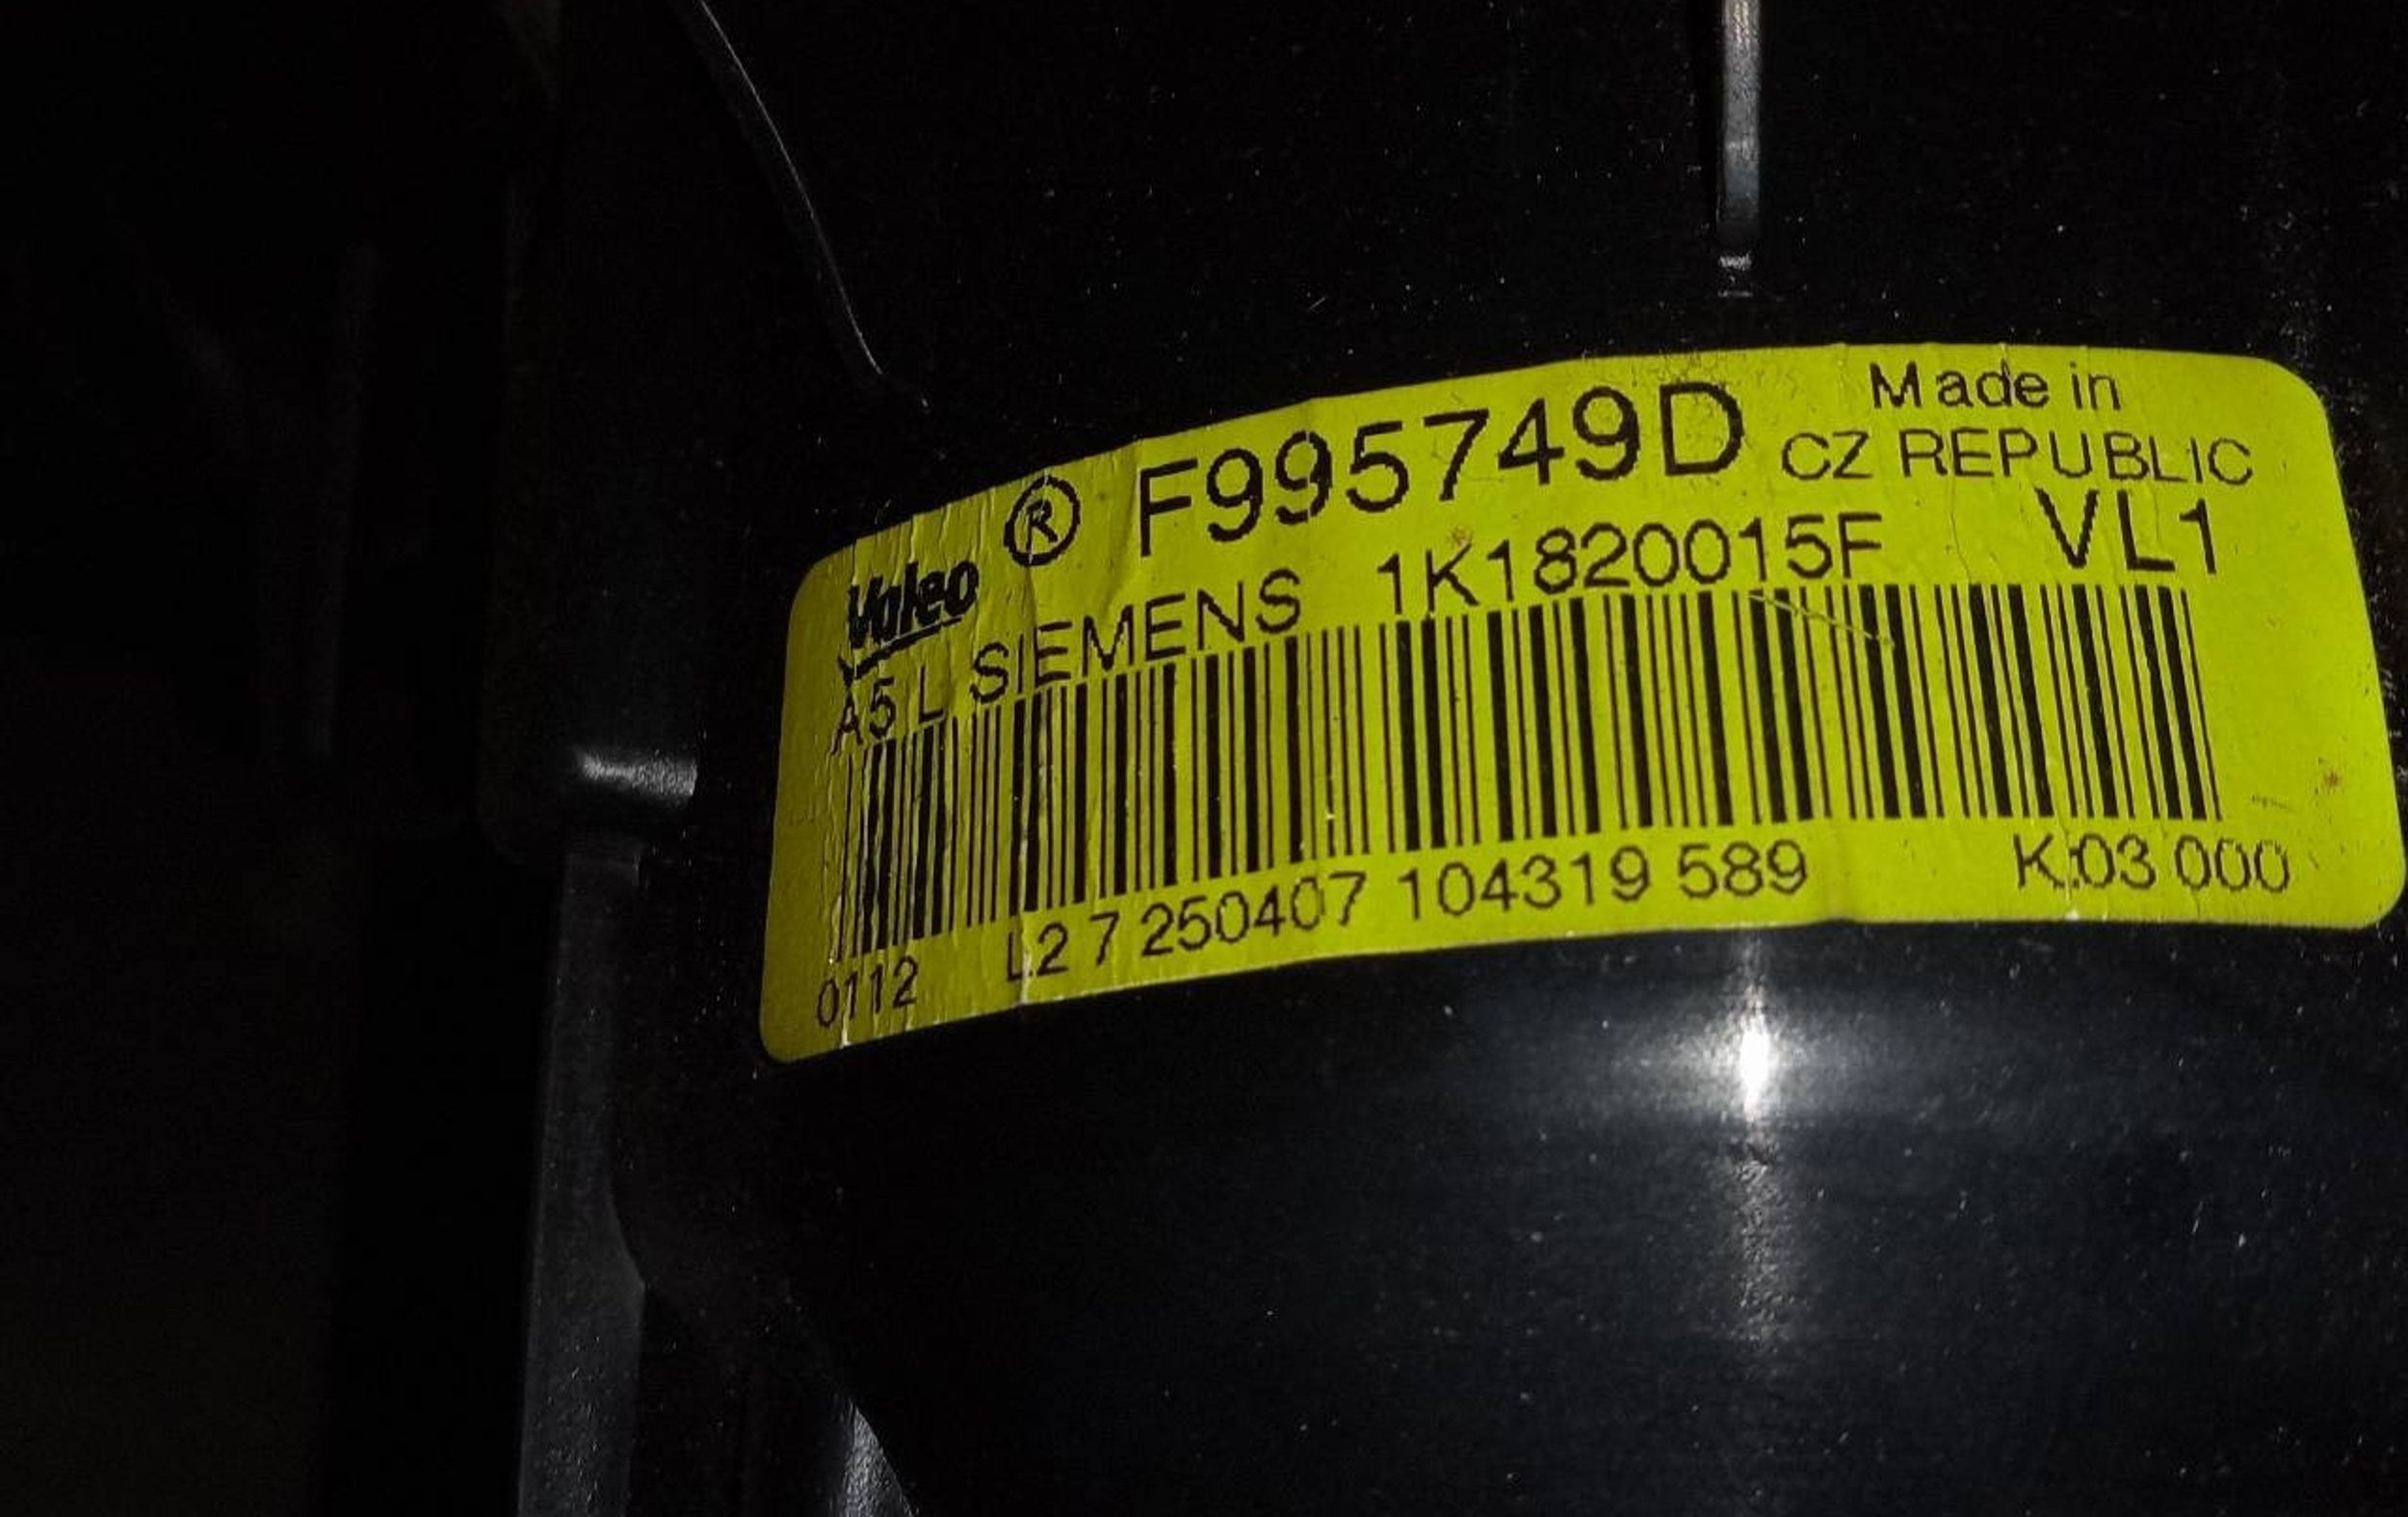 Valeo ® F995749D Made in
CZ REPUBLIC
A5 L SIEMENS 1K1820015F VL1
0112 L2 7 250407 104319 589 K:03 000